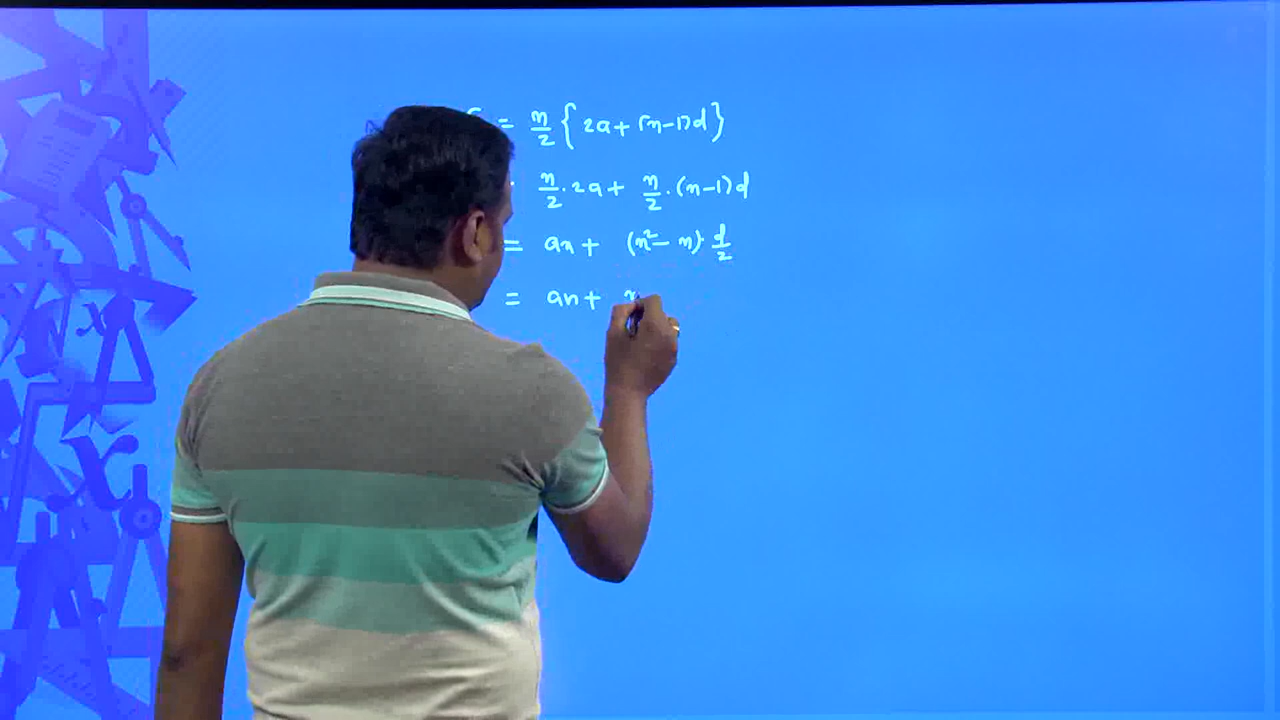 = n/2 { 2a + (n-1)d }
n/2 · 2a + n/2 · (n-1)d
= an + (n² - n) · d/2
= an +